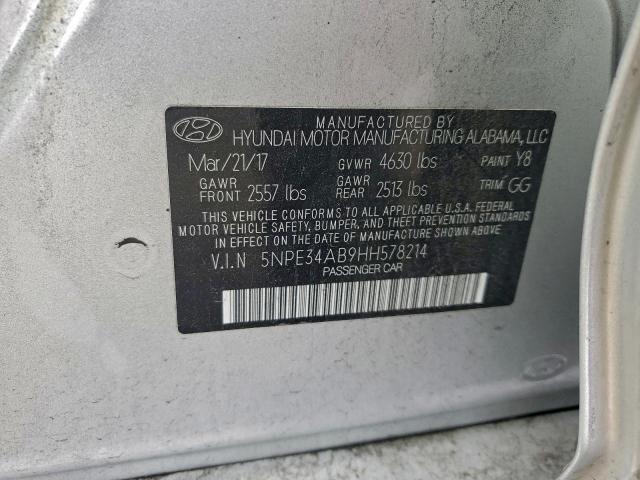 MANUFACTURED BY
HYUNDAI MOTOR MANUFACTURING ALABAMA, LLC
Mar/21/17 GVWR 4630 lbs PAINT Y8
GAWR FRONT 2557 lbs GAWR REAR 2513 lbs TRIM GG
THIS VEHICLE CONFORMS TO ALL APPLICABLE U.S.A. FEDERAL
MOTOR VEHICLE SAFETY, BUMPER, AND THEFT PREVENTION STANDARDS
IN EFFECT ON THE DATE OF MANUFACTURE SHOWN ABOVE.
V.I.N 5NPE34AB9HH578214
PASSENGER CAR